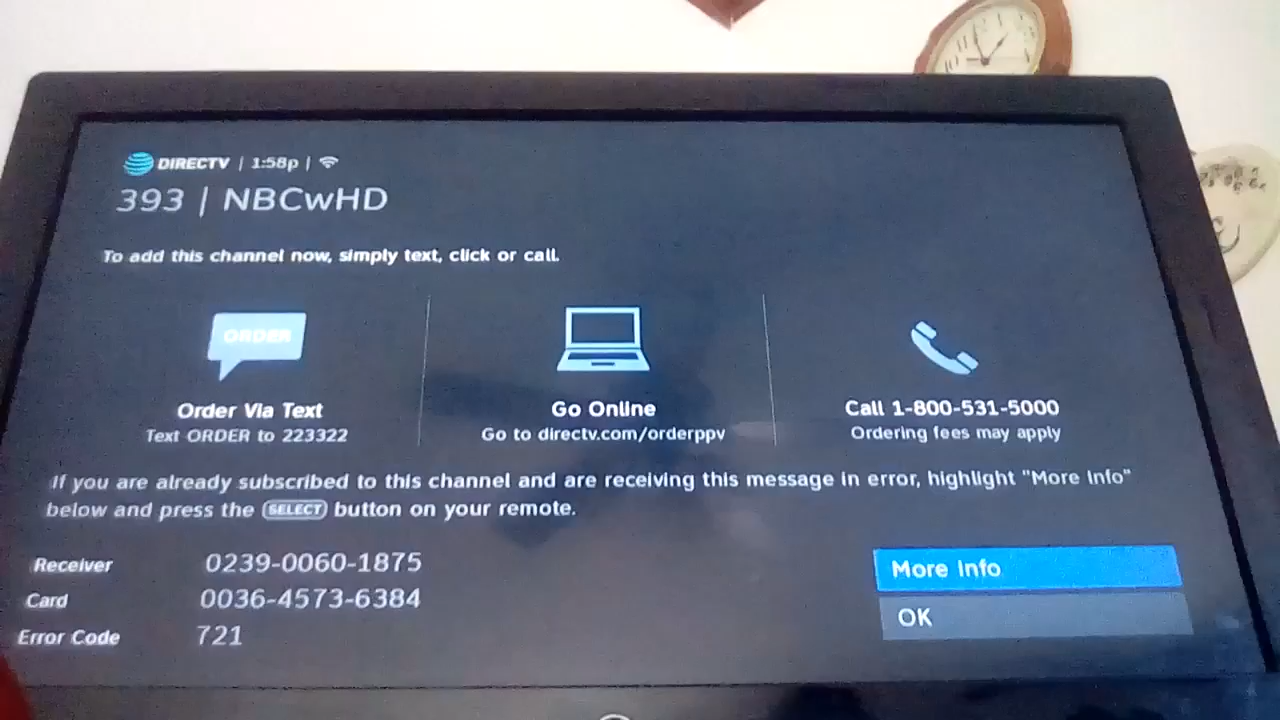 DIRECTV | 1:58p |
393 | NBCwHD
To add this channel now, simply text, click or call.
ORDER
Order Via Text
Text ORDER to 223322
Go Online
Go to directv.com/orderppv
Call 1-800-531-5000
Ordering fees may apply
If you are already subscribed to this channel and are receiving this message in error, highlight "More Info"
below and press the SELECT button on your remote.
Receiver 0239-0060-1875
Card 0036-4573-6384
Error Code 721
More Info
OK